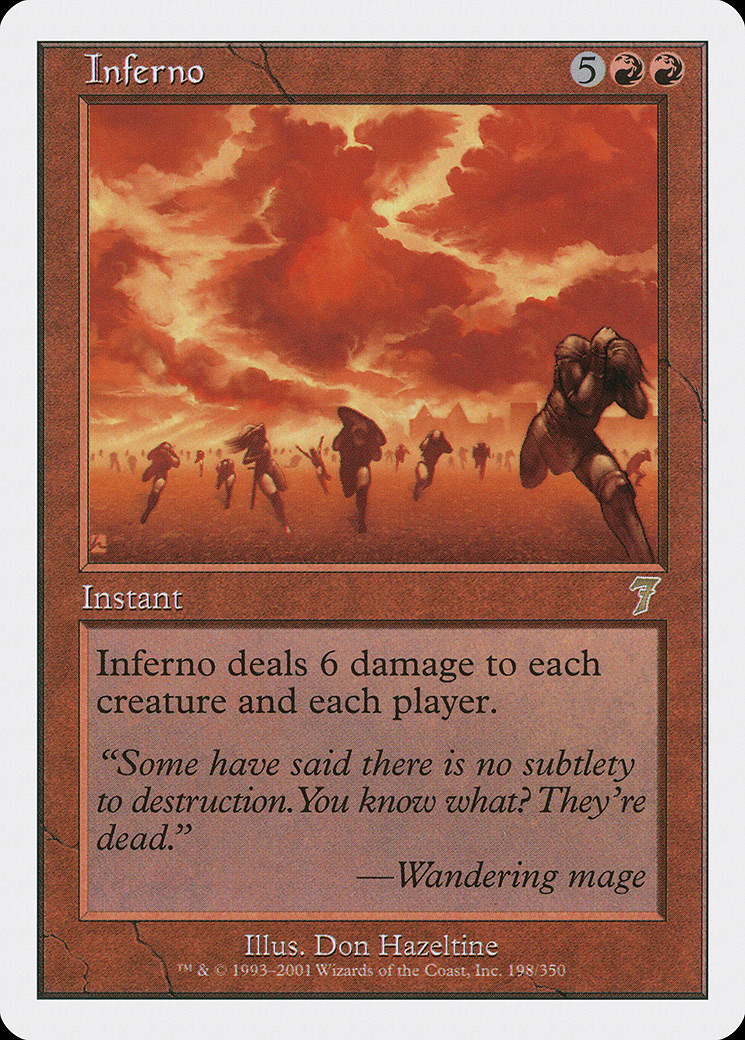 Inferno
5
Instant
7
Inferno deals 6 damage to each
creature and each player.
“Some have said there is no subtlety
to destruction. You know what? They’re
dead.”
—Wandering mage
Illus. Don Hazeltine
™ & © 1993–2001 Wizards of the Coast, Inc. 198/350